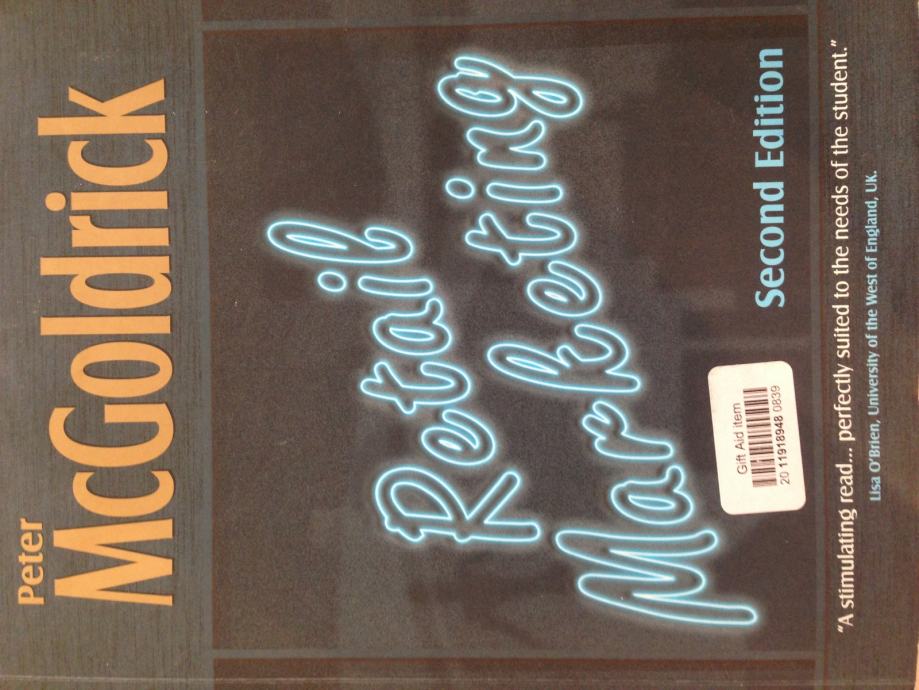 Peter
McGoldrick
Retail
Marketing
Second Edition
Gift Aid item
20 11918948 0839
"A stimulating read... perfectly suited to the needs of the student."
Lisa O'Brien, University of the West of England, UK.